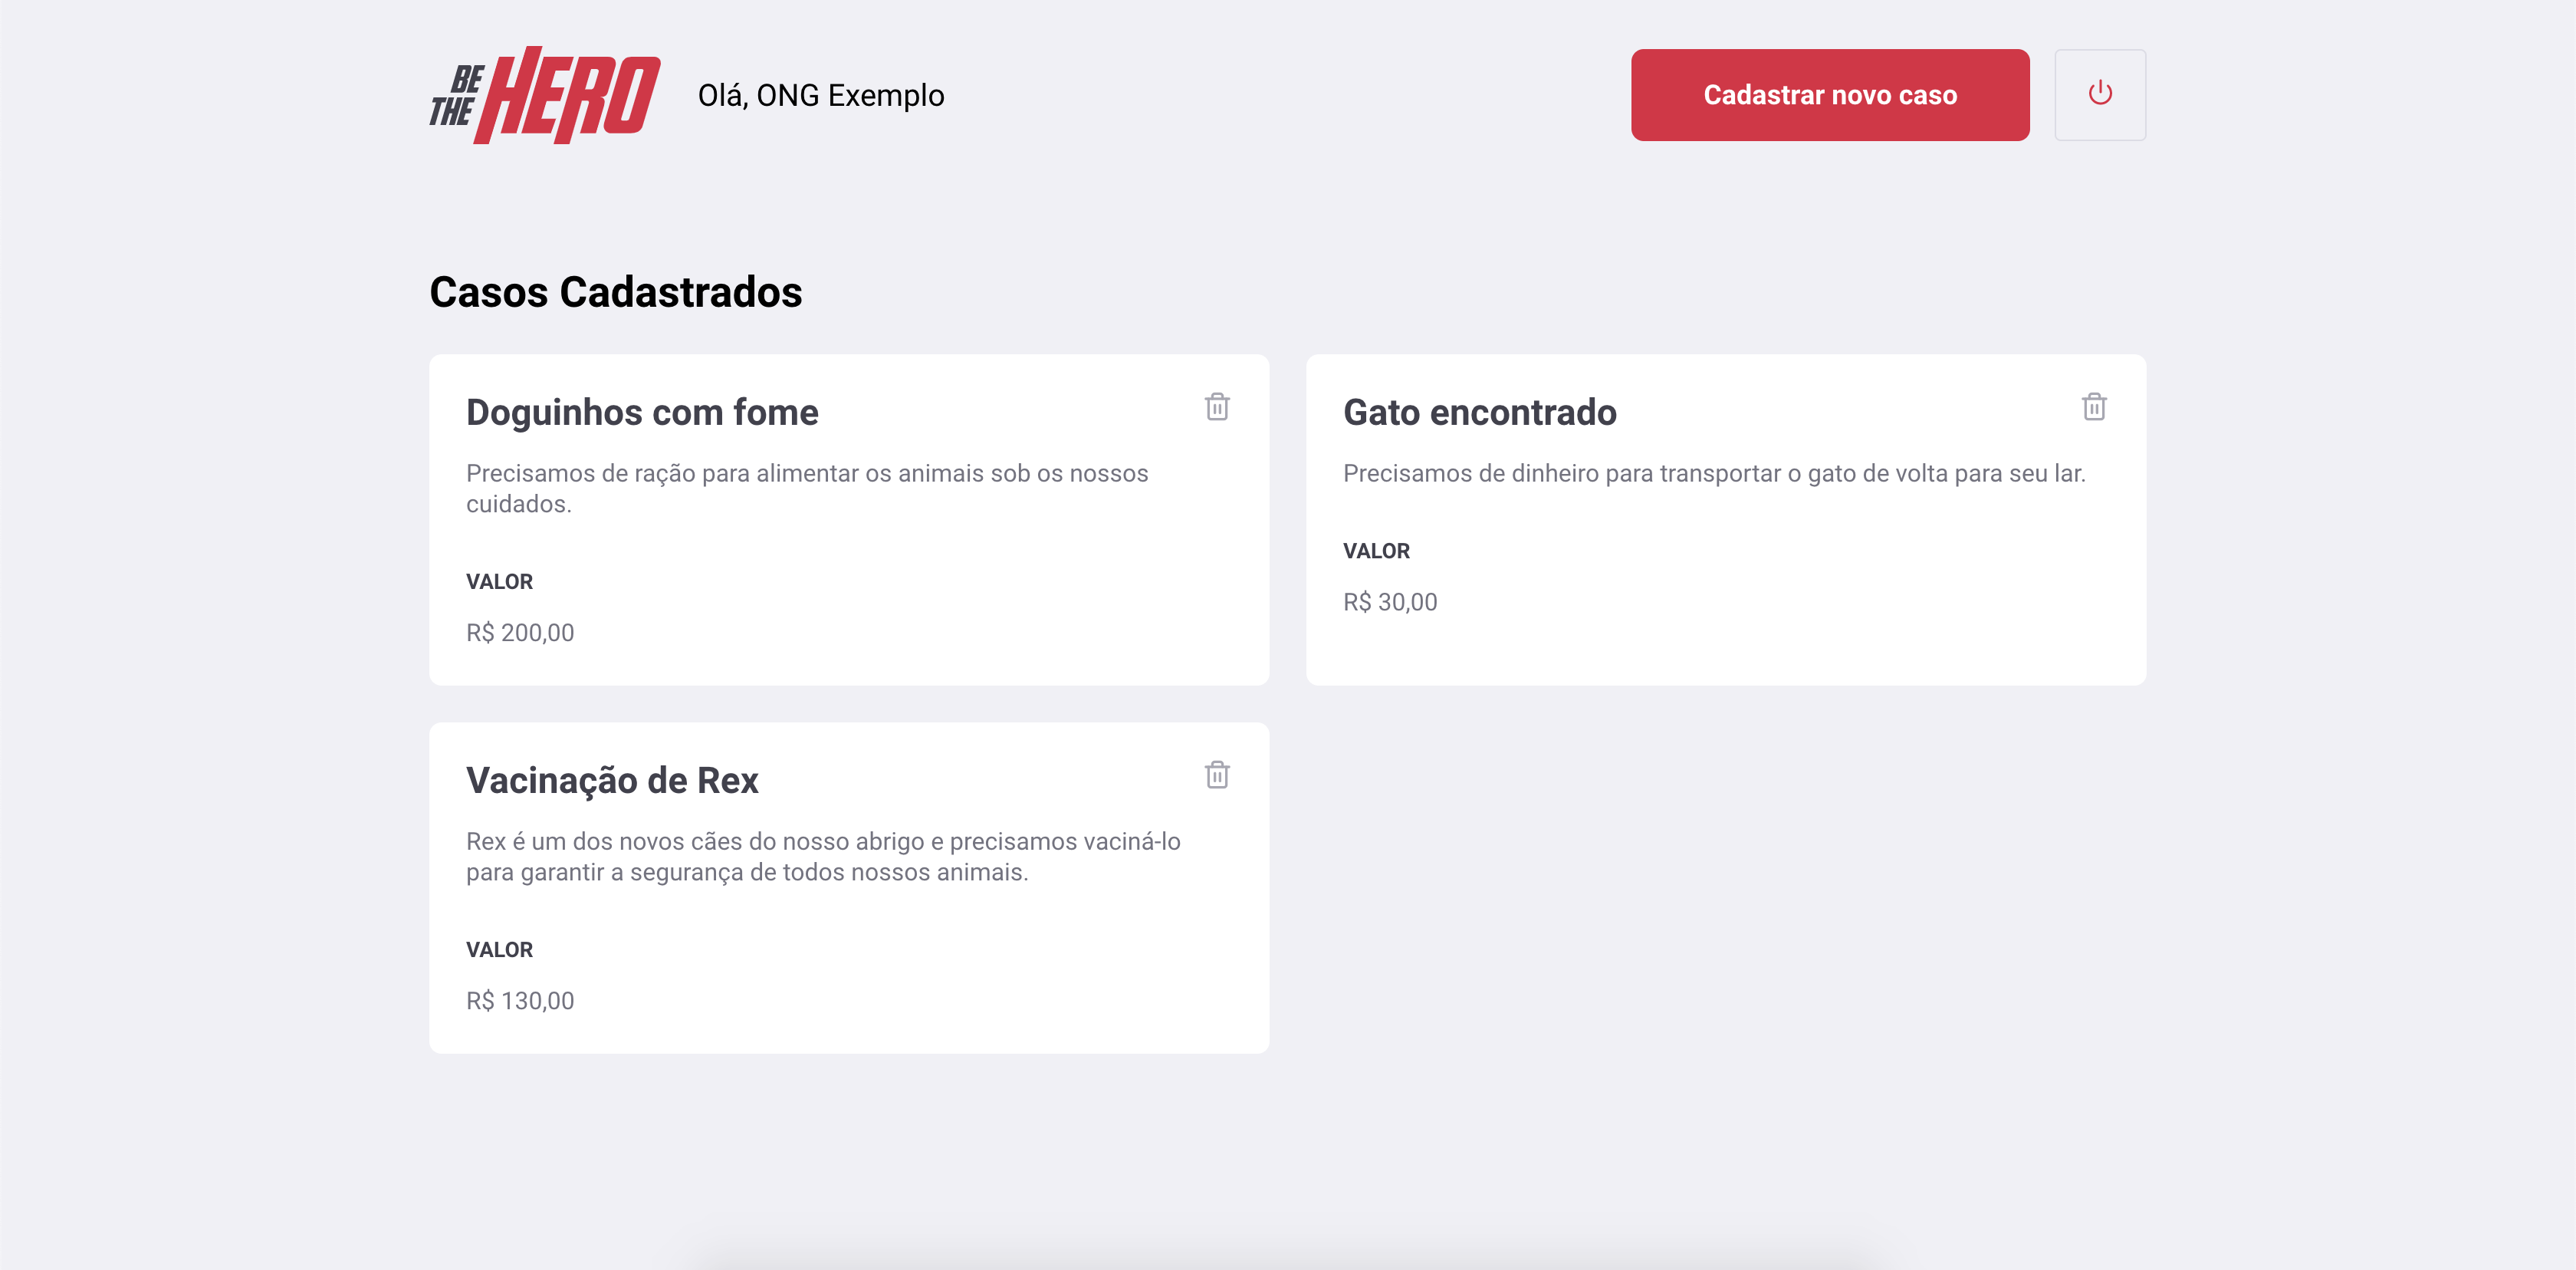 BE
THE HERO
Olá, ONG Exemplo
Cadastrar novo caso
Casos Cadastrados
Doguinhos com fome
Precisamos de ração para alimentar os animais sob os nossos
cuidados.
VALOR
R$ 200,00
Gato encontrado
Precisamos de dinheiro para transportar o gato de volta para seu lar.
VALOR
R$ 30,00
Vacinação de Rex
Rex é um dos novos cães do nosso abrigo e precisamos vaciná-lo
para garantir a segurança de todos nossos animais.
VALOR
R$ 130,00